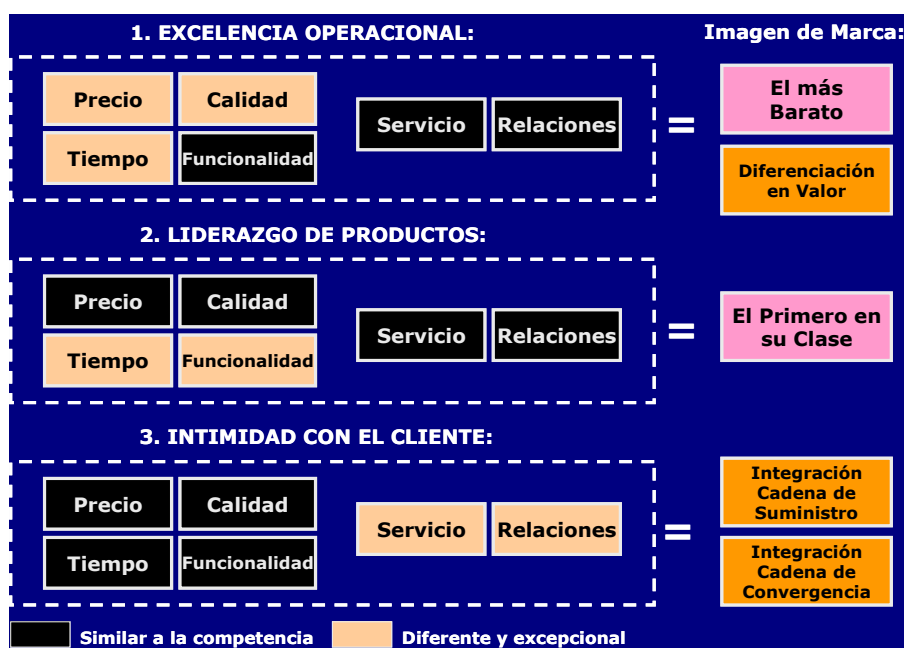 1. EXCELENCIA OPERACIONAL:
Imagen de Marca:
Precio
Calidad
Tiempo
Funcionalidad
Servicio
Relaciones
=
El más
Barato
Diferenciación
en Valor
2. LIDERAZGO DE PRODUCTOS:
Precio
Calidad
Tiempo
Funcionalidad
Servicio
Relaciones
=
El Primero en
su Clase
3. INTIMIDAD CON EL CLIENTE:
Precio
Calidad
Tiempo
Funcionalidad
Servicio
Relaciones
=
Integración
Cadena de
Suministro
Integración
Cadena de
Convergencia
Similar a la competencia
Diferente y excepcional